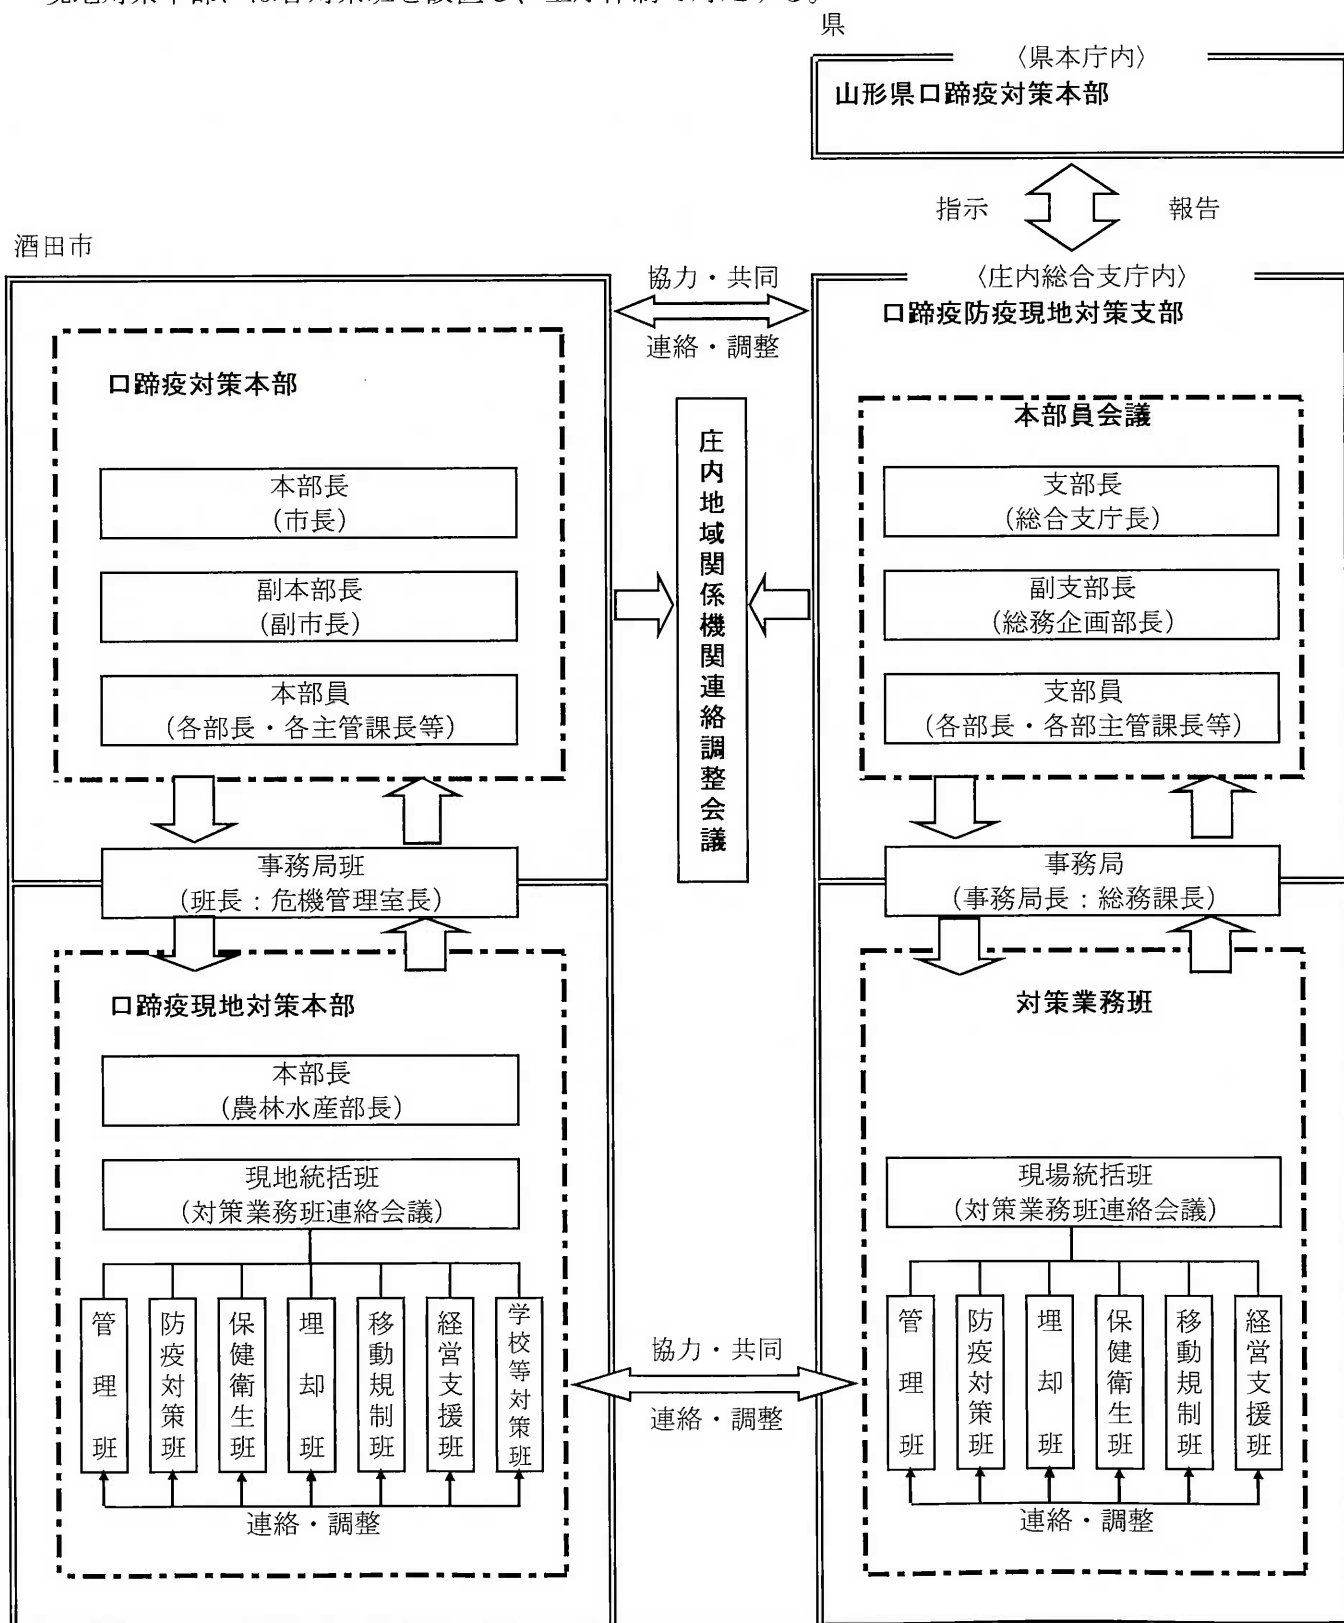 県
〈県本庁内〉
山形県口蹄疫対策本部
指示
報告
酒田市
口蹄疫対策本部
本部長
(市長)
副本部長
(副市長)
本部員
(各部長・各主管課長等)
事務局班
(班長：危機管理室長)
口蹄疫現地対策本部
本部長
(農林水産部長)
現地統括班
(対策業務班連絡会議)
管理班
防疫対策班
保健衛生班
埋却班
移動規制班
経営支援班
学校等対策班
連絡・調整
協力・共同
連絡・調整
庄内地域関係機関連絡調整会議
協力・共同
連絡・調整
〈庄内総合支庁内〉
口蹄疫防疫現地対策支部
本部員会議
支部長
(総合支庁長)
副支部長
(総務企画部長)
支部員
(各部長・各部主管課長等)
事務局
(事務局長：総務課長)
対策業務班
現場統括班
(対策業務班連絡会議)
管理班
防疫対策班
埋却班
保健衛生班
移動規制班
経営支援班
連絡・調整